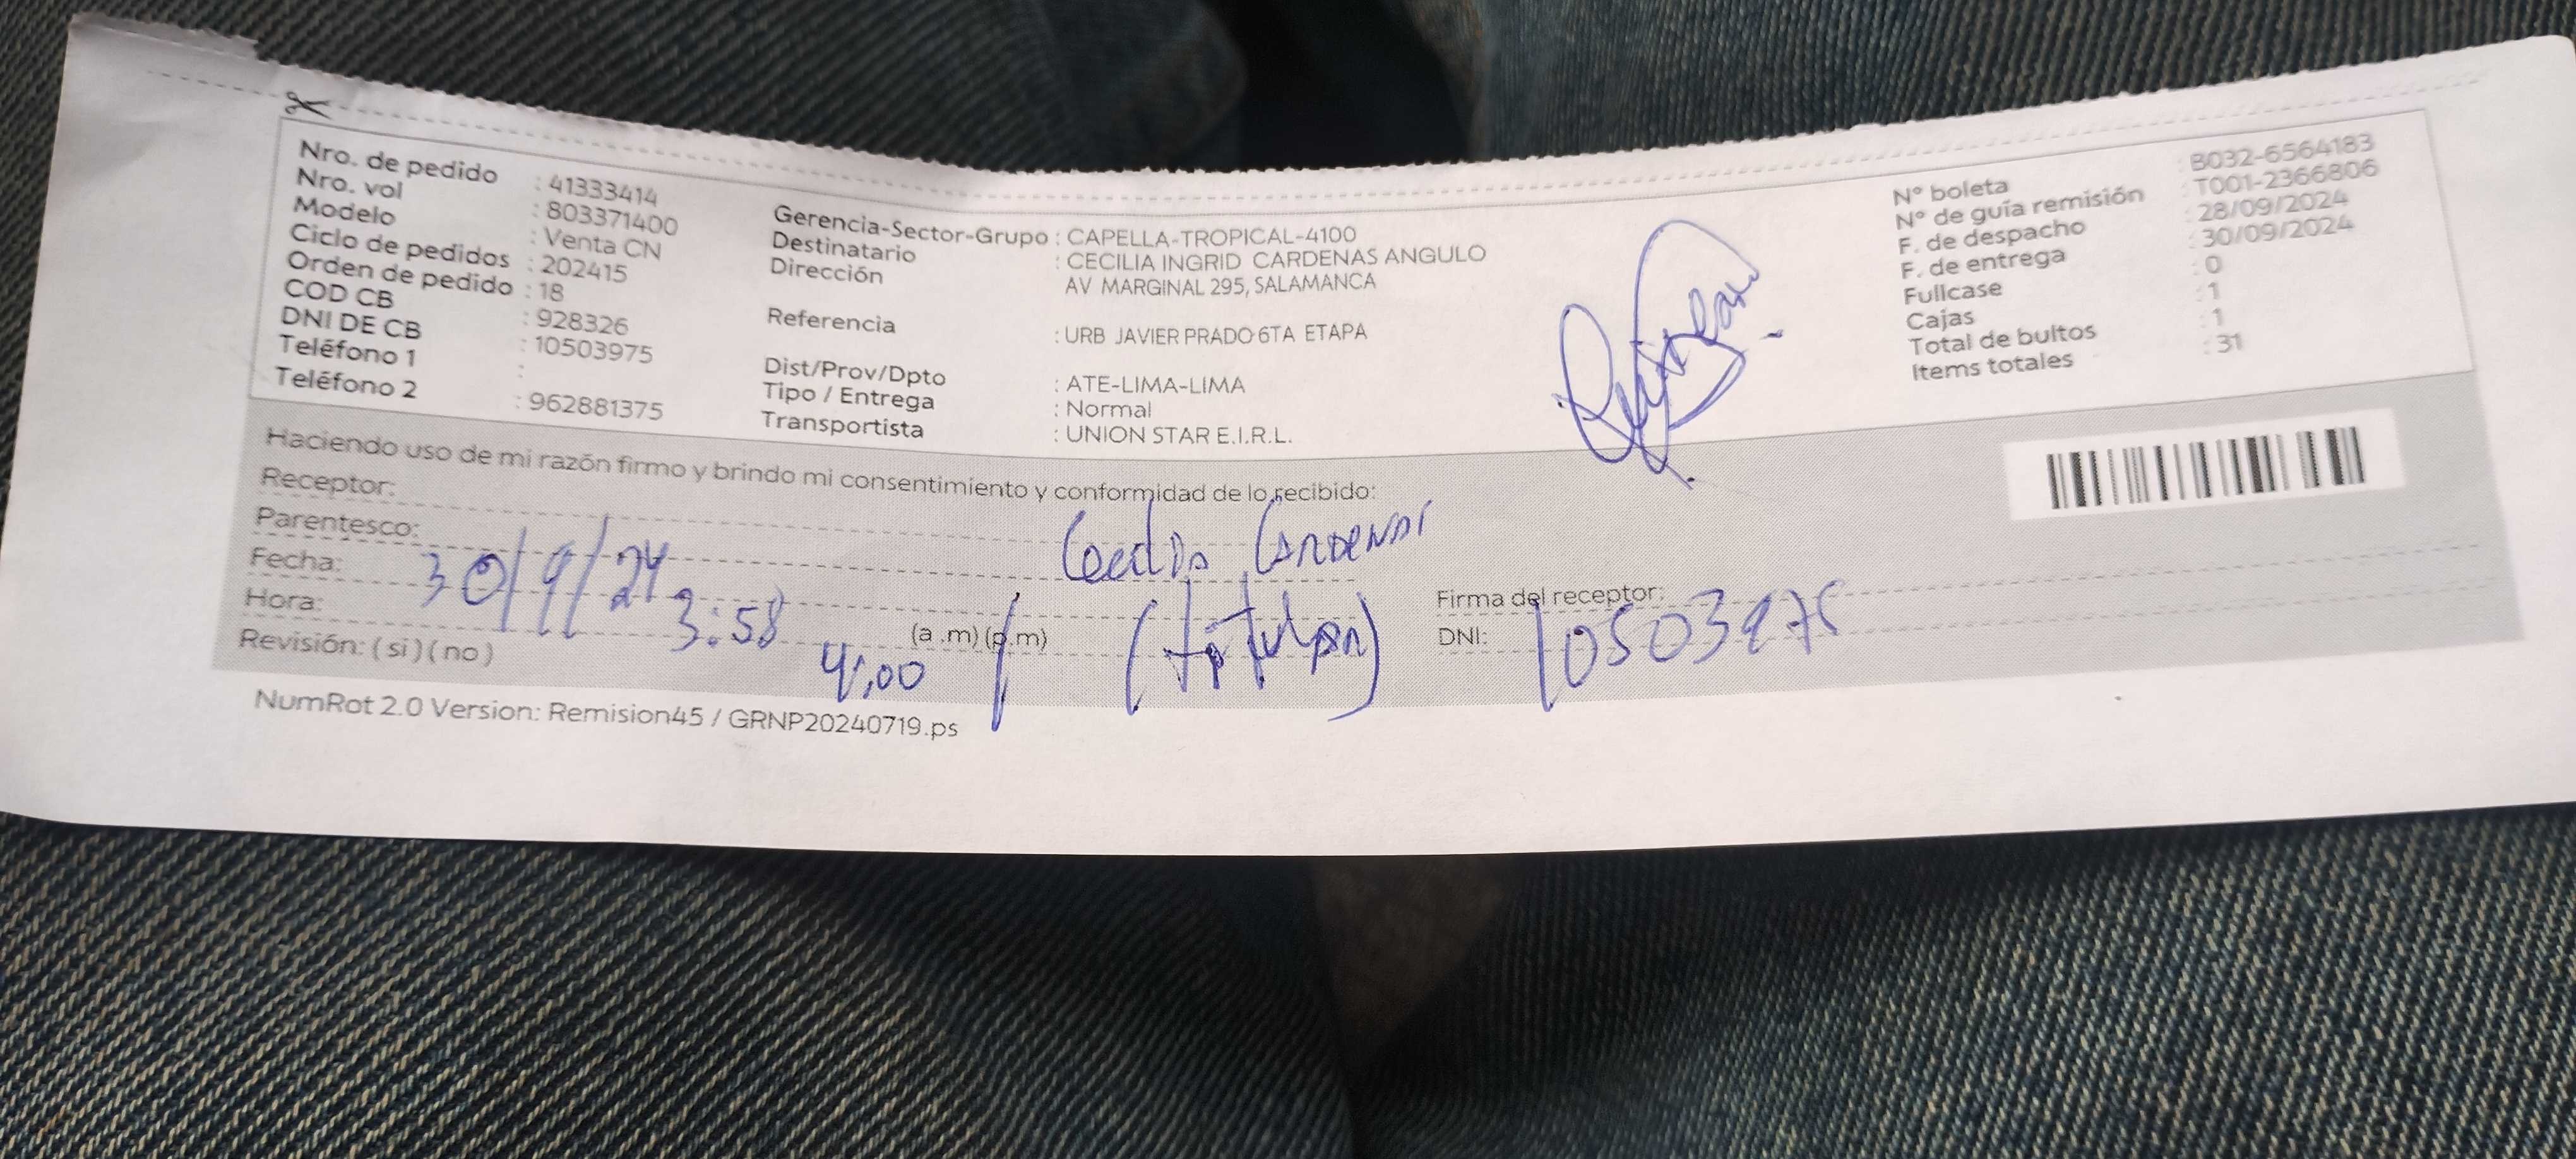 Nro. de pedido : 41333414
Nro. vol : 803371400
Modelo : Venta CN
Ciclo de pedidos : 202415
Orden de pedido : 18
COD CB : 928326
DNI DE CB : 10503975
Teléfono 1 :
Teléfono 2 : 962881375
Gerencia-Sector-Grupo : CAPELLA-TROPICAL-4100
Destinatario : CECILIA INGRID CARDENAS ANGULO
Dirección AV MARGINAL 295, SALAMANCA
Referencia : URB JAVIER PRADO 6TA ETAPA
Dist/Prov/Dpto : ATE-LIMA-LIMA
Tipo / Entrega : Normal
Transportista : UNION STAR E.I.R.L.
N° boleta : B032-6564183
N° de guía remisión : T001-2366806
F. de despacho : 28/09/2024
F. de entrega : 30/09/2024
Fullcase : 0
Cajas : 1
Total de bultos : 1
Items totales : 31
Haciendo uso de mi razón firmo y brindo mi consentimiento y conformidad de lo recibido:
Receptor: Cecilia Cardenas
Parentesco: (titular)
Fecha: 30/9/24
Hora: 3:58 4:00 (a.m) (p.m)
Revisión: ( si ) ( no )
Firma del receptor:
DNI: 10503975
NumRot 2.0 Version: Remision45 / GRNP20240719.ps